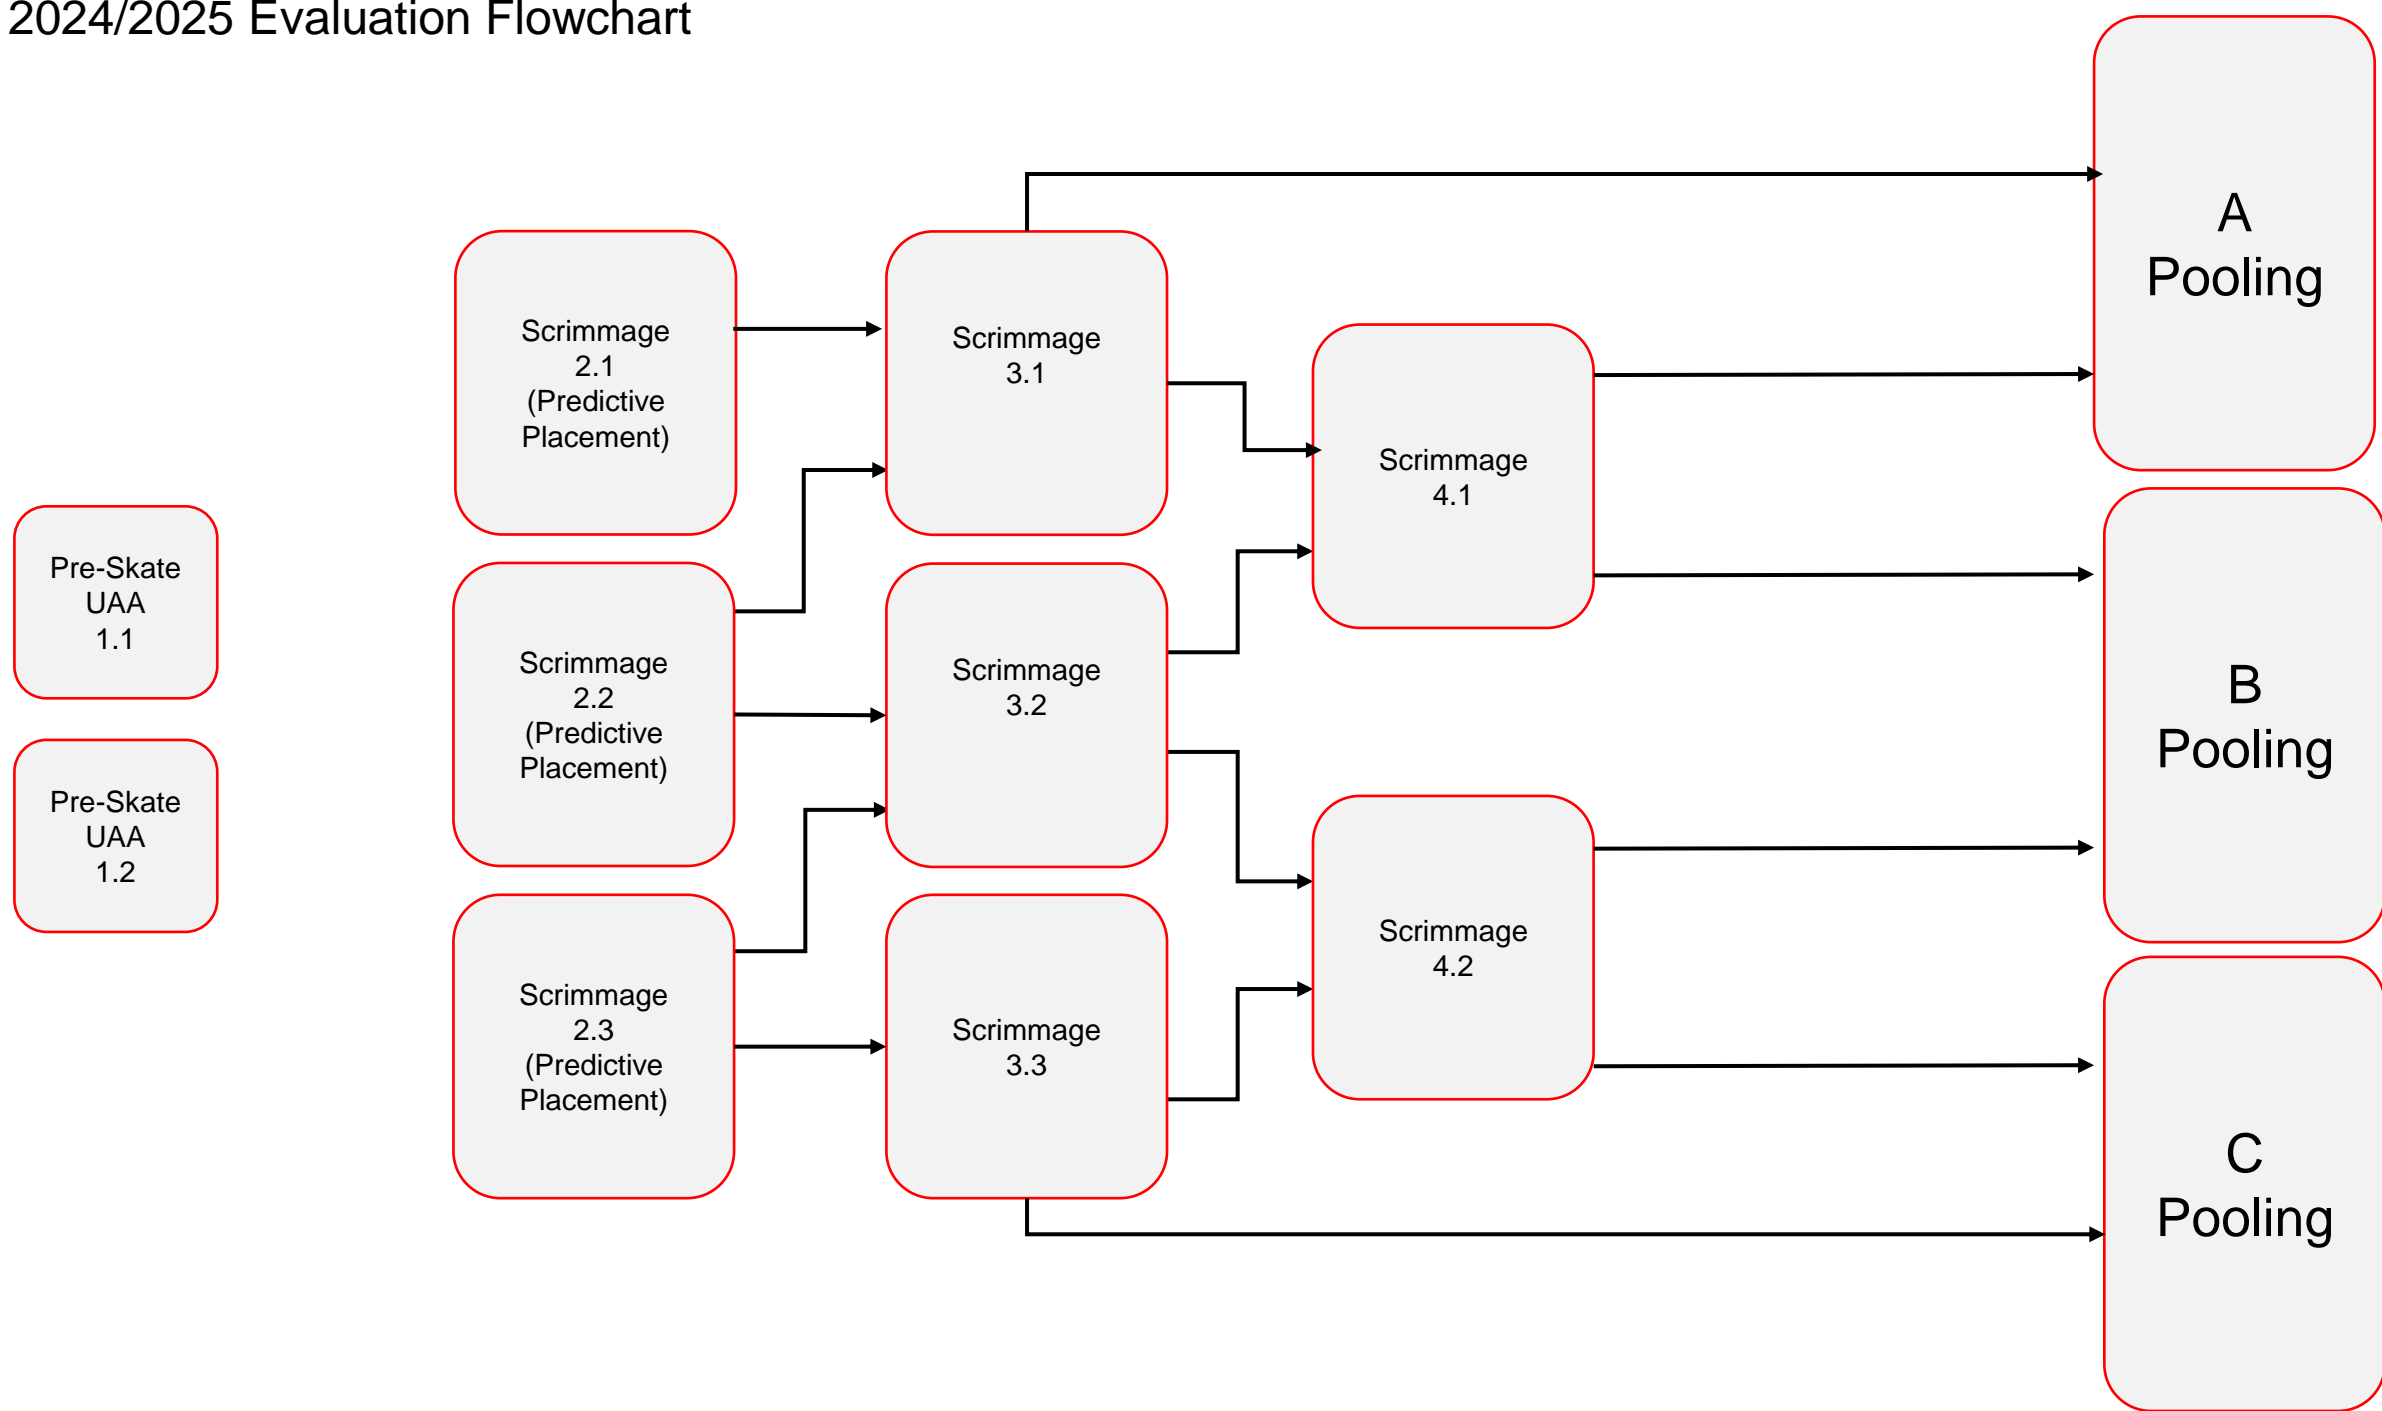 2024/2025 Evaluation Flowchart
Pre-Skate
UAA
1.1
Pre-Skate
UAA
1.2
Scrimmage
2.1
(Predictive
Placement)
Scrimmage
2.2
(Predictive
Placement)
Scrimmage
2.3
(Predictive
Placement)
Scrimmage
3.1
Scrimmage
3.2
Scrimmage
3.3
Scrimmage
4.1
Scrimmage
4.2
A
Pooling
B
Pooling
C
Pooling